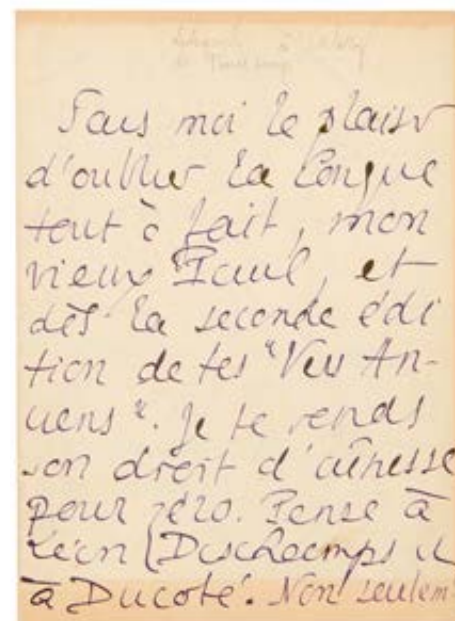 Fais moi le plaisir
d'oublier la Conque
tout à fait, mon
vieux Paul, et
dès la seconde édi
tion de tes "Vers An-
ciens". Je te rends
son droit d'aînesse
pour zéro. Pense à
Léon Deschamps et
à Ducoté. Non seulem